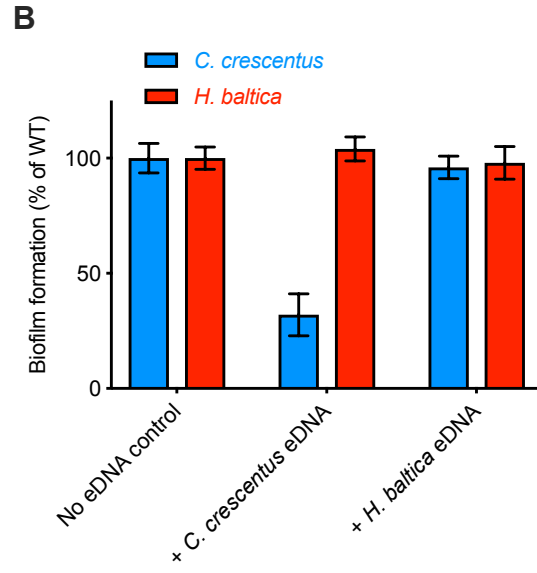 B
C. crescentus
H. baltica
Biofilm formation (% of WT)
100
50
0
No eDNA control
+ C. crescentus eDNA
+ H. baltica eDNA